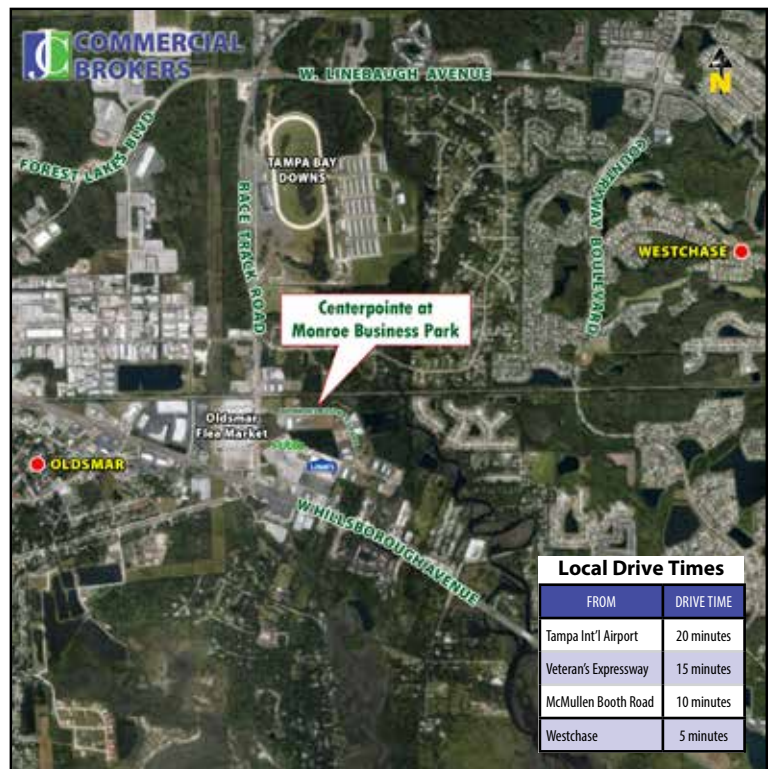 JC COMMERCIAL
BROKERS
W. LINEBAUGH AVENUE
N
FOREST LAKES BLVD
TAMPA BAY
DOWNS
RACE TRACK ROAD
COUNTRYWAY BOULEVARD
WESTCHASE
Centerpointe at
Monroe Business Park
Oldsmar
Flea Market
LOWE'S
OLDSMAR
W HILLSBOROUGH AVENUE
Local Drive Times
FROM DRIVE TIME
Tampa Int'l Airport 20 minutes
Veteran's Expressway 15 minutes
McMullen Booth Road 10 minutes
Westchase 5 minutes